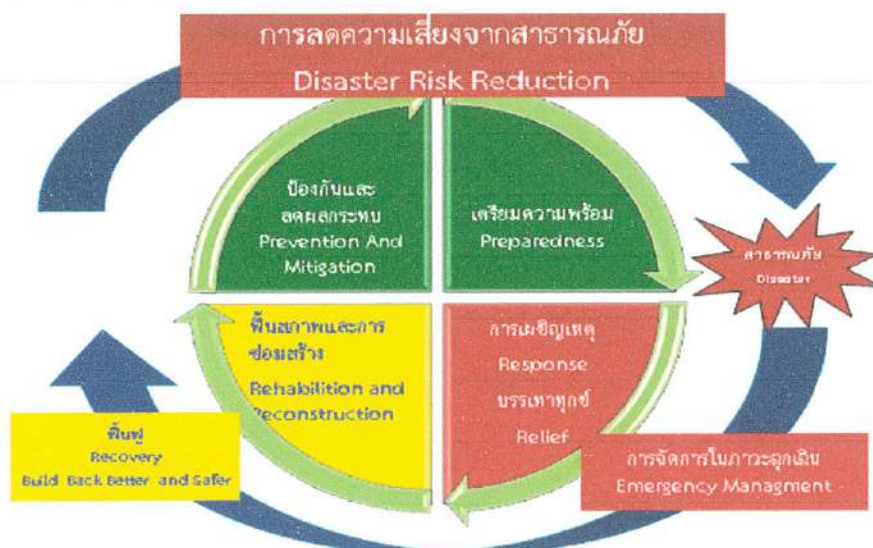 การลดความเสี่ยงจากสาธารณภัย
Disaster Risk Reduction
ป้องกันและ
ลดผลกระทบ
Prevention And
Mitigation
เตรียมความพร้อม
Preparedness
สาธารณภัย
Disaster
ฟื้นสภาพและการ
ซ่อมสร้าง
Rehabilition and
Reconstruction
การเผชิญเหตุ
Response
บรรเทาทุกข์
Relief
ฟื้นฟู
Recovery
Build Back Better and Safer
การจัดการในภาวะฉุกเฉิน
Emergency Managment